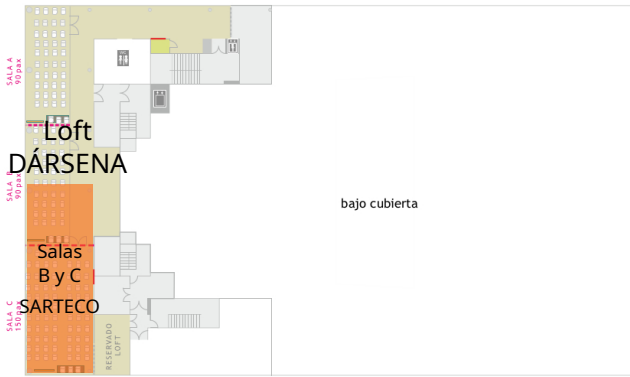 SALA A
90 pax
Loft
DÁRSENA
SALA B
90 pax
bajo cubierta
Salas
B y C
SARTECO
SALA C
150 pax
RESERVADO
LOFT